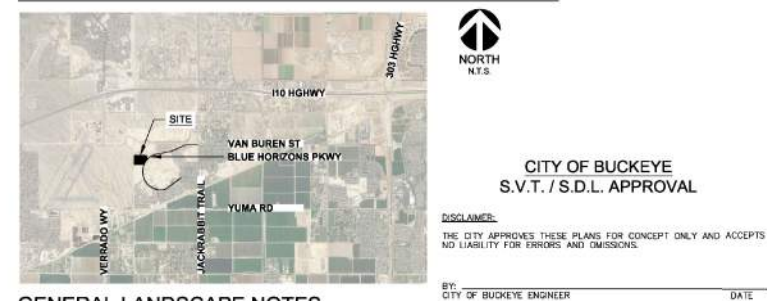 303 HGHWY
I10 HGHWY
SITE
VAN BUREN ST.
BLUE HORIZONS PKWY
YUMA RD
VERRADO WY
JACKRABBIT TRAIL
NORTH
N.T.S.
CITY OF BUCKEYE
S.V.T. / S.D.L. APPROVAL
DISCLAIMER:
THE CITY APPROVES THESE PLANS FOR CONCEPT ONLY AND ACCEPTS
NO LIABILITY FOR ERRORS AND OMISSIONS.
BY:
CITY OF BUCKEYE ENGINEER DATE
GENERAL LANDSCAPE NOTES